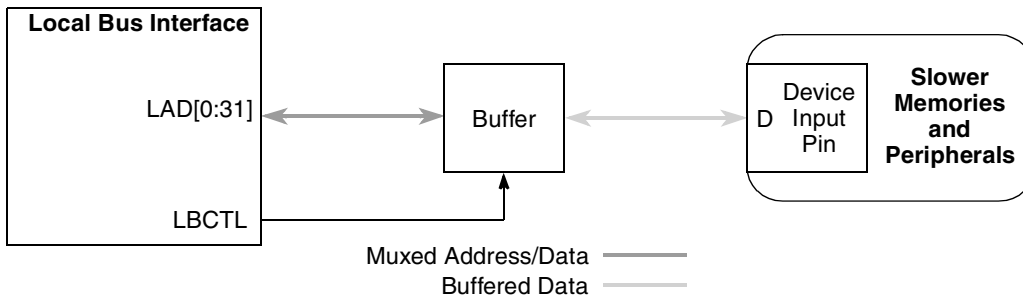 Local Bus Interface
LAD[0:31]
LBCTL
Buffer
D
Device
Input
Pin
Slower
Memories
and
Peripherals
Muxed Address/Data
Buffered Data